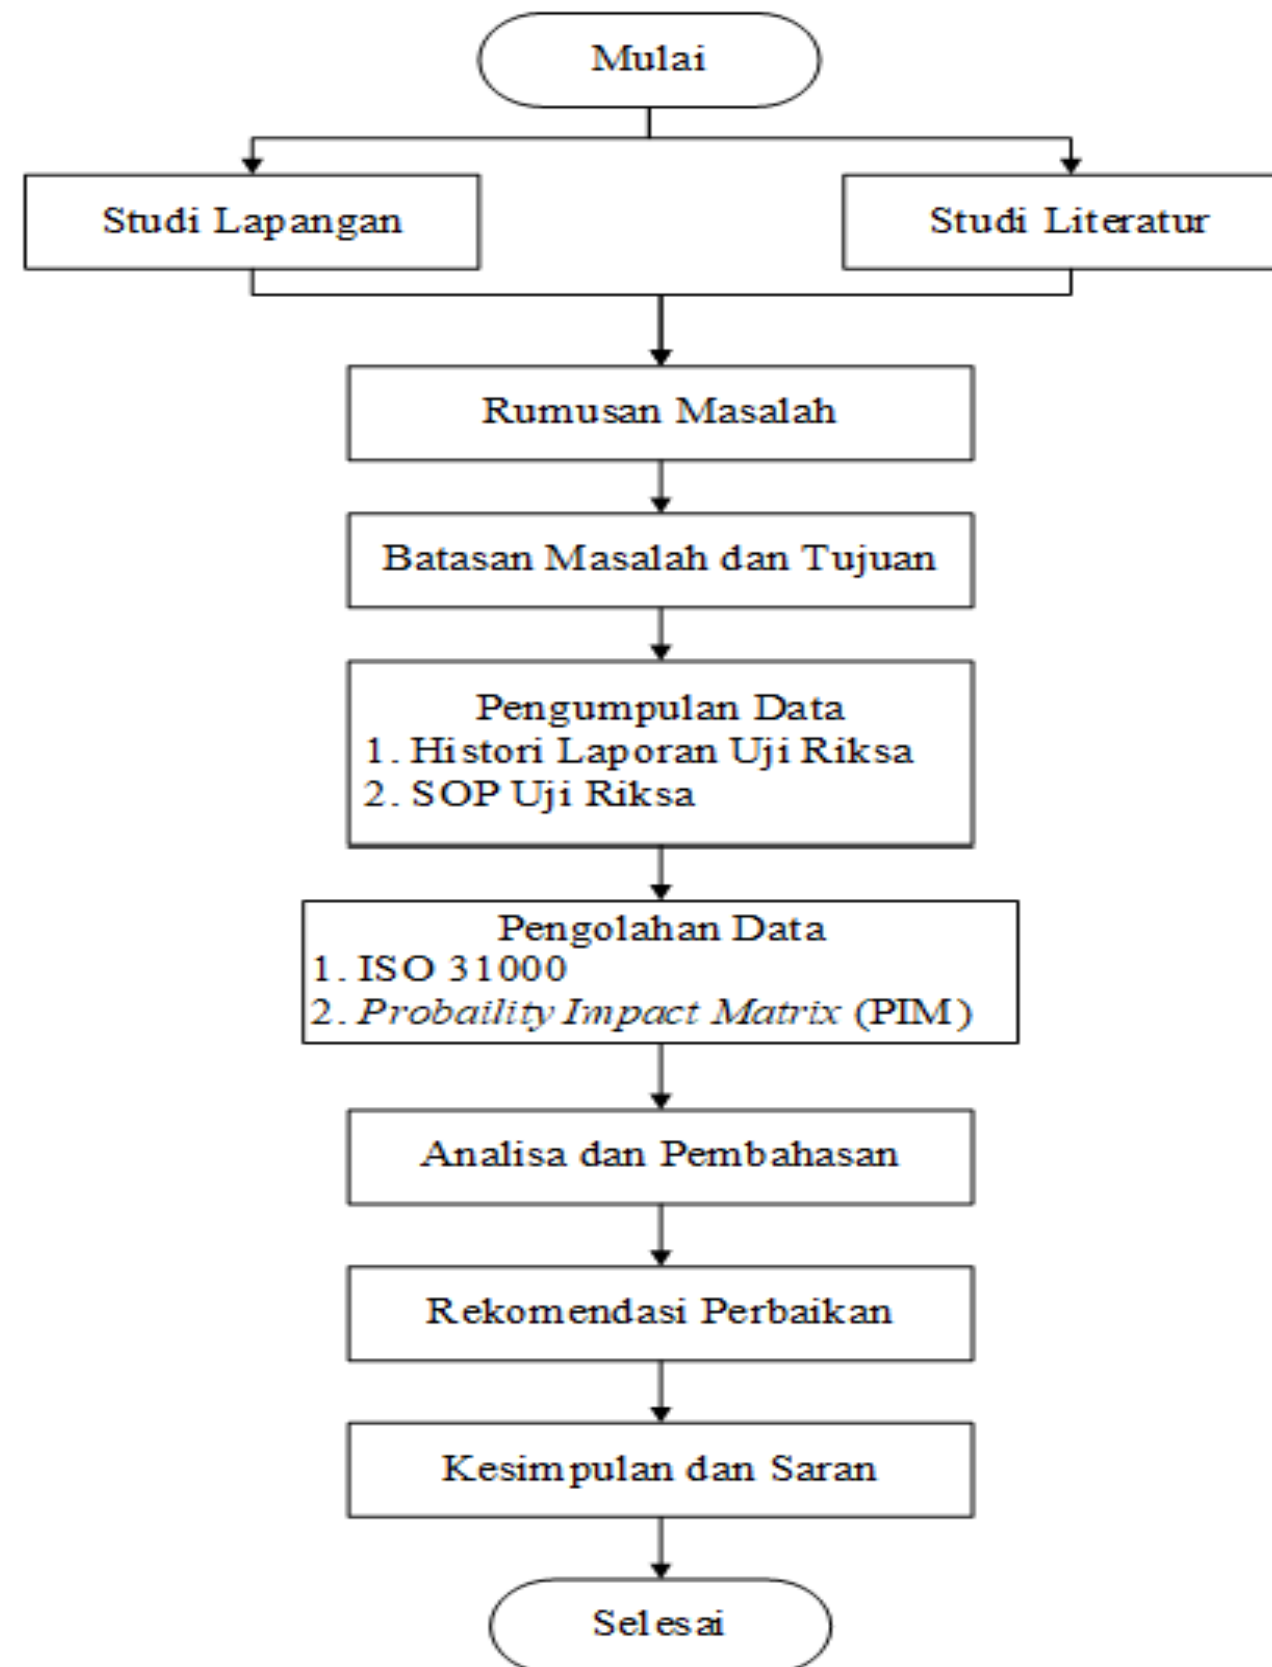 Mulai
Studi Lapangan
Studi Literatur
Rumusan Masalah
Batasan Masalah dan Tujuan
Pengumpulan Data
1. Histori Laporan Uji Riksa
2. SOP Uji Riksa
Pengolahan Data
1. ISO 31000
2. Probaility Impact Matrix (PIM)
Analisa dan Pembahasan
Rekomendasi Perbaikan
Kesimpulan dan Saran
Selesai